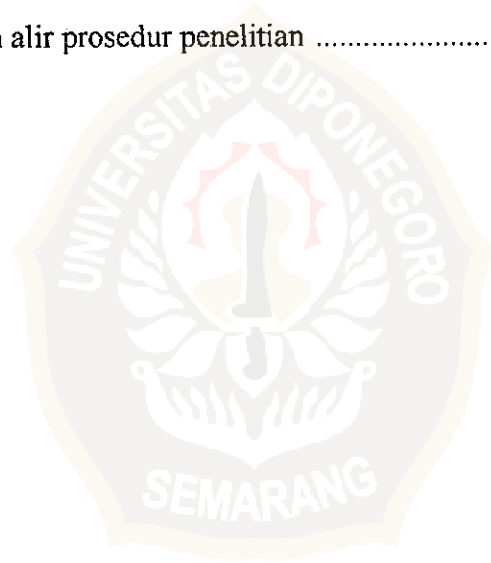 alir prosedur penelitian ......................
UNIVERSITAS DIPONEGORO
SEMARANG